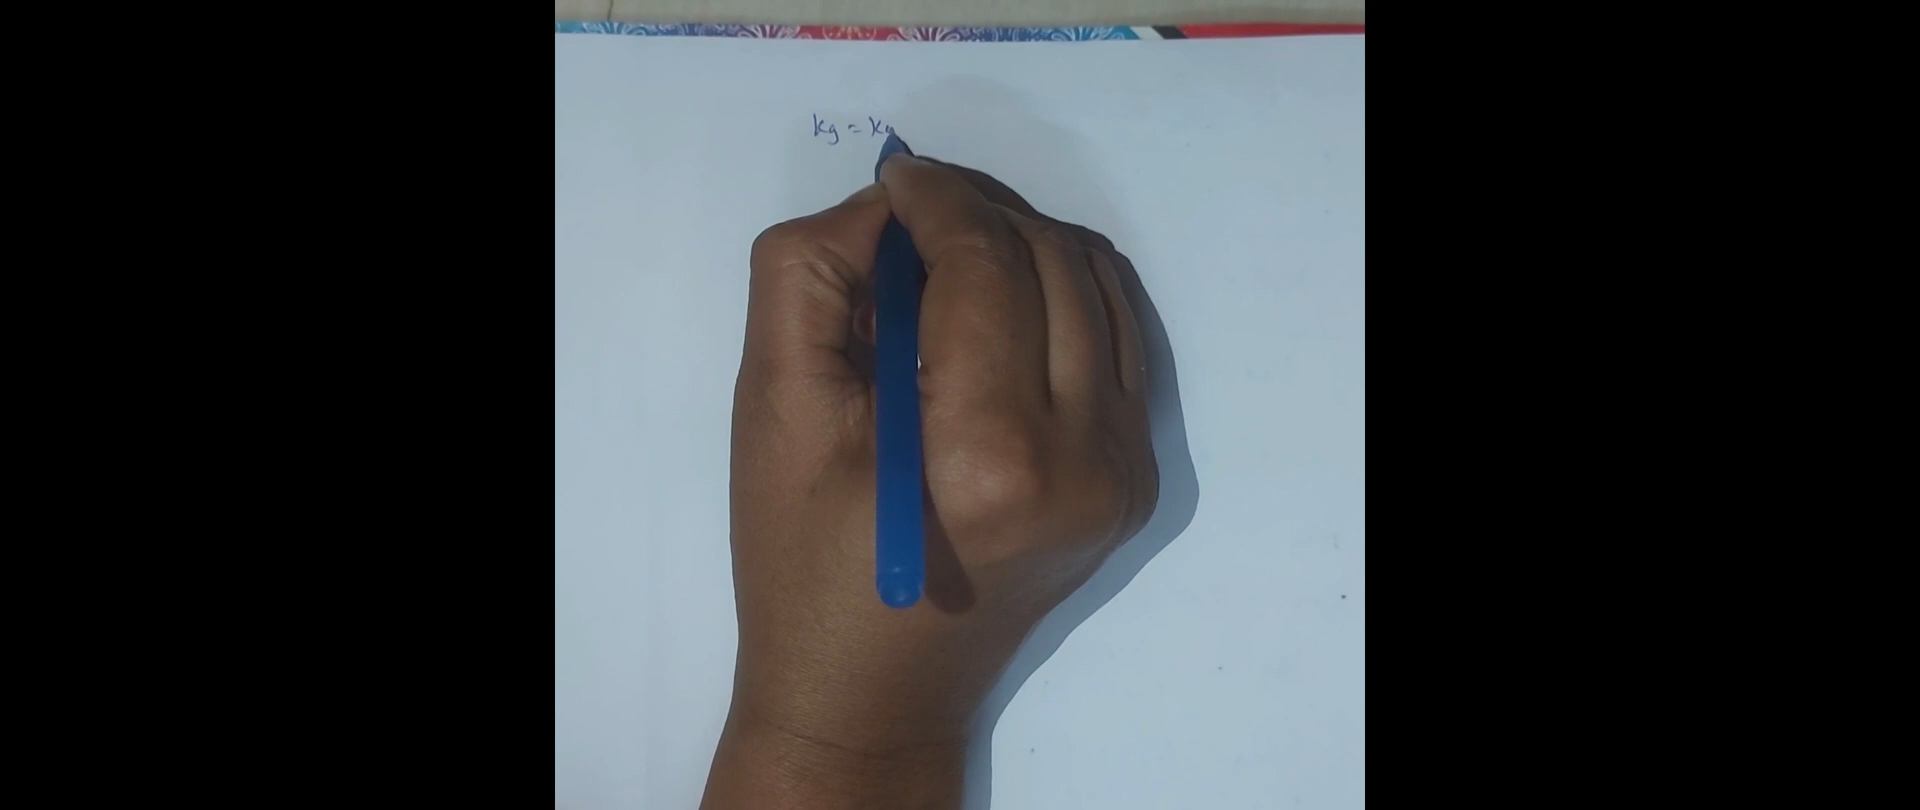 kg = k